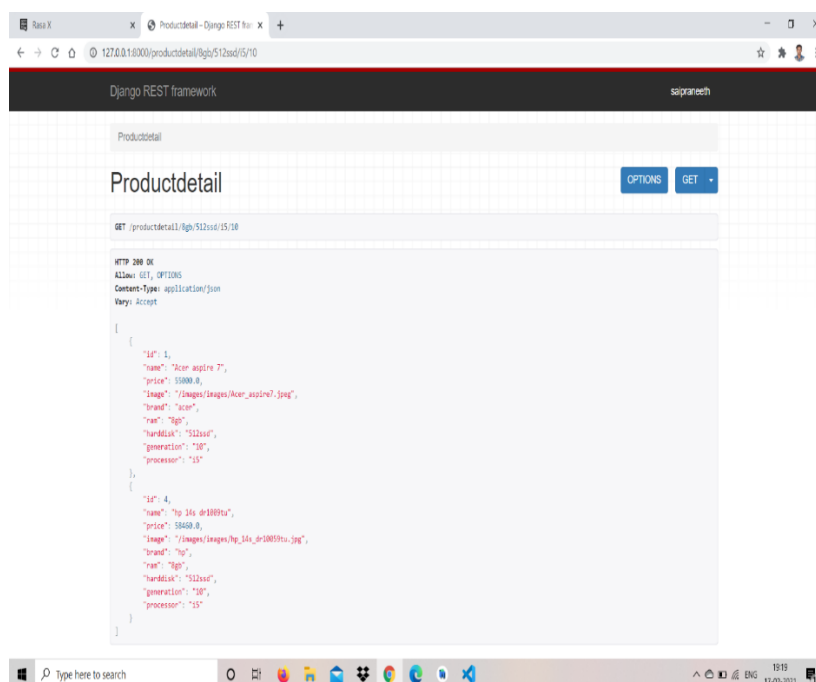 Rasa X
Productdetail – Django REST fra
127.0.0.1:8000/productdetail/8gb/512ssd/i5/10
Django REST framework
saipraneeth
Productdetail
Productdetail
OPTIONS
GET
GET /productdetail/8gb/512ssd/i5/10
HTTP 200 OK
Allow: GET, OPTIONS
Content-Type: application/json
Vary: Accept
[
{
"id": 1,
"name": "Acer aspire 7",
"price": 55000.0,
"image": "/images/images/Acer_aspire7.jpeg",
"brand": "acer",
"ram": "8gb",
"harddisk": "512ssd",
"generation": "10",
"processor": "i5"
},
{
"id": 4,
"name": "hp 14s dr1009tu",
"price": 58460.0,
"image": "/images/images/hp_14s_dr10059tu.jpg",
"brand": "hp",
"ram": "8gb",
"harddisk": "512ssd",
"generation": "10",
"processor": "i5"
}
]
Type here to search
ENG
19:19